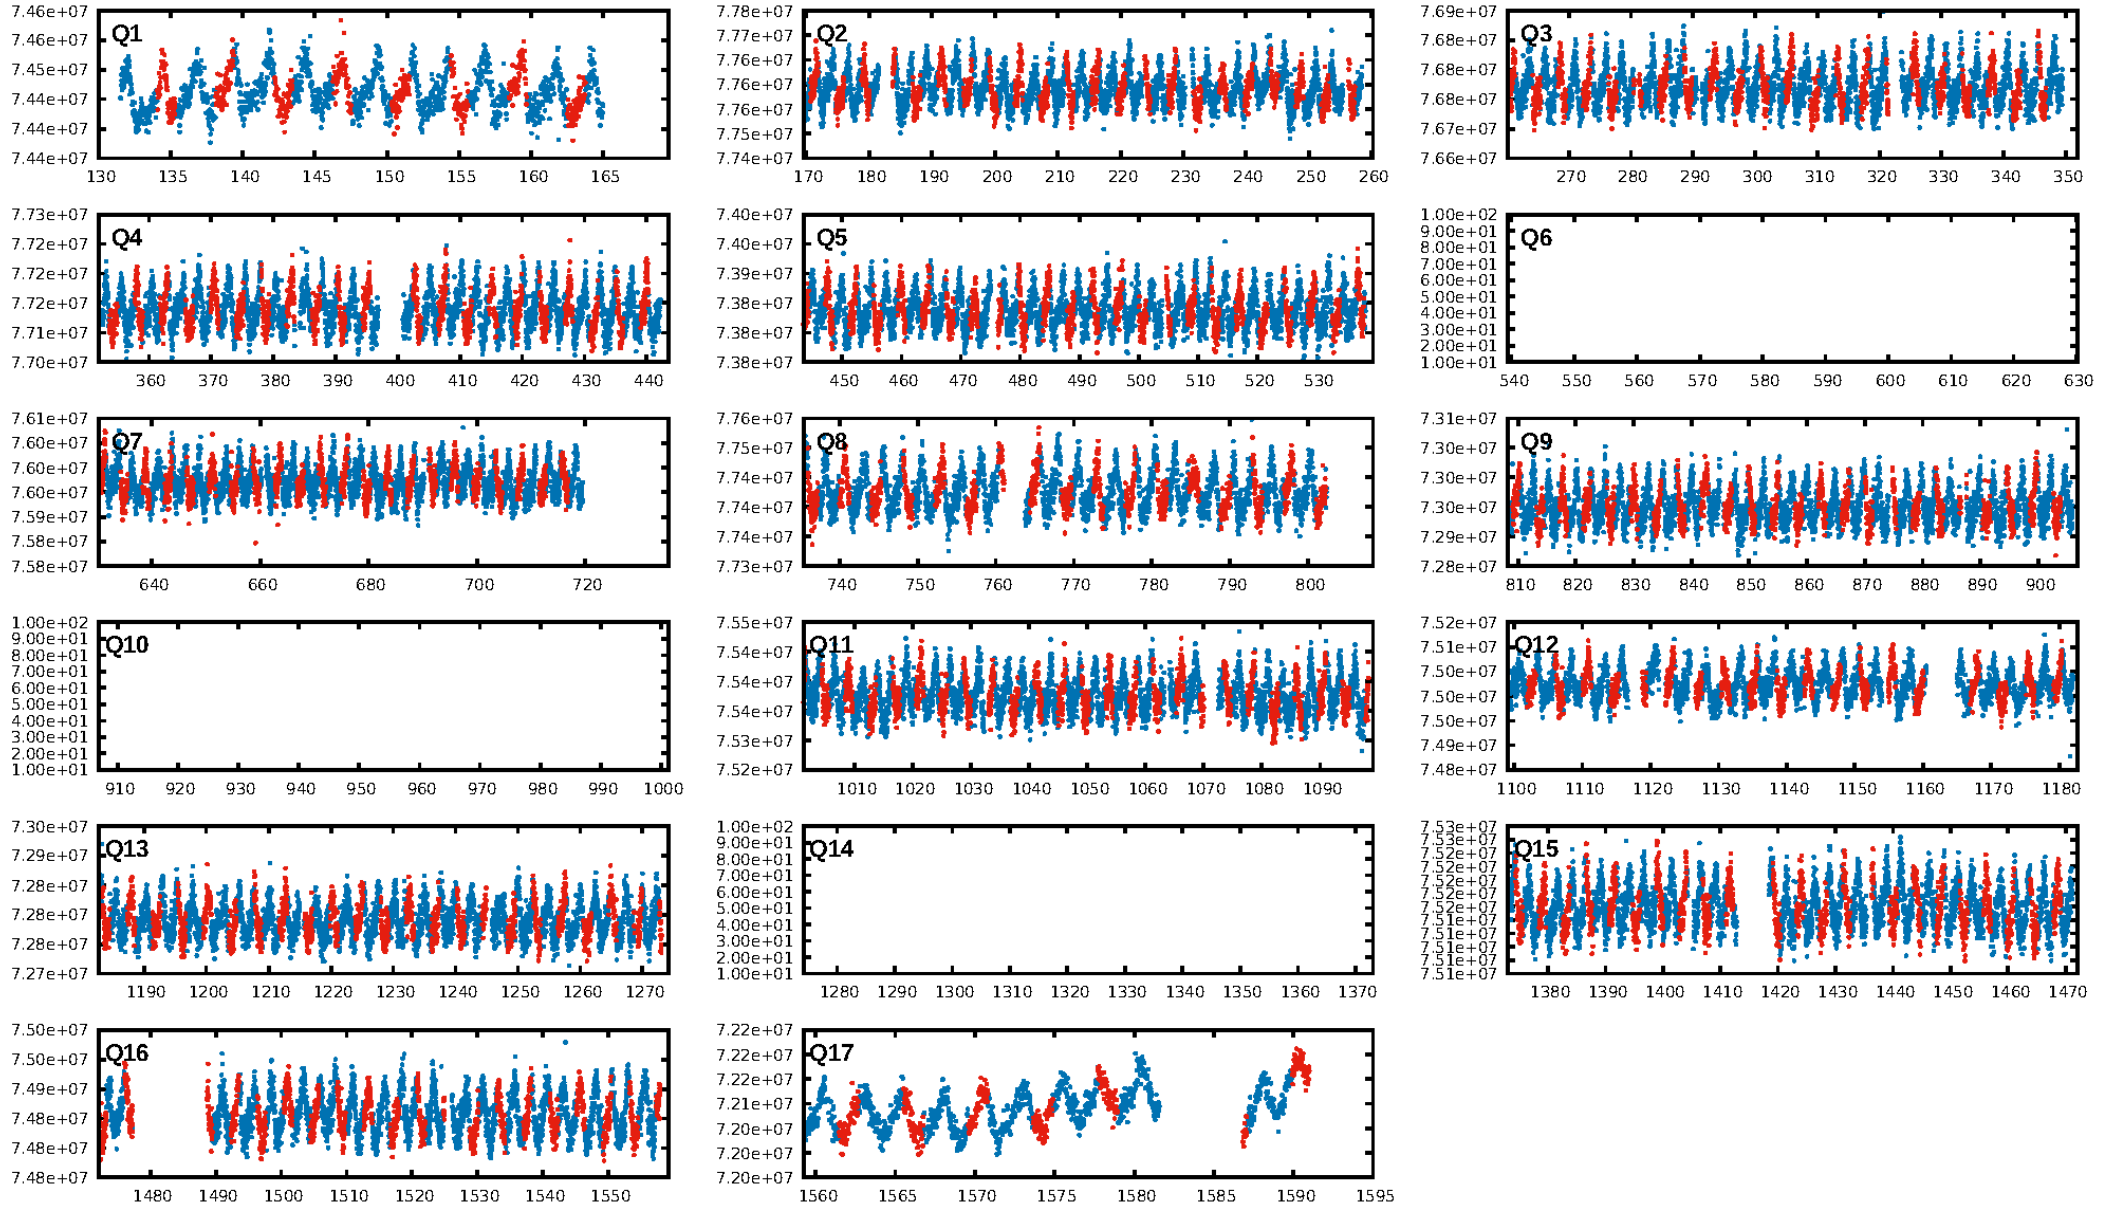 Q1
7.46e+07
7.46e+07
7.45e+07
7.44e+07
7.44e+07
7.44e+07
130 135 140 145 150 155 160 165
Q2
7.78e+07
7.77e+07
7.76e+07
7.76e+07
7.76e+07
7.75e+07
7.74e+07
170 180 190 200 210 220 230 240 250 260
Q3
7.69e+07
7.68e+07
7.68e+07
7.68e+07
7.67e+07
7.66e+07
270 280 290 300 310 320 330 340 350
Q4
7.73e+07
7.72e+07
7.72e+07
7.72e+07
7.71e+07
7.70e+07
360 370 380 390 400 410 420 430 440
Q5
7.40e+07
7.40e+07
7.39e+07
7.38e+07
7.38e+07
7.38e+07
450 460 470 480 490 500 510 520 530
Q6
1.00e+02
9.00e+01
8.00e+01
7.00e+01
6.00e+01
5.00e+01
4.00e+01
3.00e+01
2.00e+01
1.00e+01
540 550 560 570 580 590 600 610 620 630
Q7
7.61e+07
7.60e+07
7.60e+07
7.60e+07
7.59e+07
7.58e+07
7.58e+07
640 660 680 700 720
Q8
7.76e+07
7.75e+07
7.74e+07
7.74e+07
7.74e+07
7.73e+07
740 750 760 770 780 790 800
Q9
7.31e+07
7.30e+07
7.30e+07
7.30e+07
7.29e+07
7.28e+07
810 820 830 840 850 860 870 880 890 900
Q10
1.00e+02
9.00e+01
8.00e+01
7.00e+01
6.00e+01
5.00e+01
4.00e+01
3.00e+01
2.00e+01
1.00e+01
910 920 930 940 950 960 970 980 990 1000
Q11
7.55e+07
7.54e+07
7.54e+07
7.54e+07
7.53e+07
7.52e+07
1010 1020 1030 1040 1050 1060 1070 1080 1090
Q12
7.52e+07
7.51e+07
7.50e+07
7.50e+07
7.50e+07
7.49e+07
7.48e+07
1100 1110 1120 1130 1140 1150 1160 1170 1180
Q13
7.30e+07
7.29e+07
7.28e+07
7.28e+07
7.28e+07
7.27e+07
1190 1200 1210 1220 1230 1240 1250 1260 1270
Q14
1.00e+02
9.00e+01
8.00e+01
7.00e+01
6.00e+01
5.00e+01
4.00e+01
3.00e+01
2.00e+01
1.00e+01
1280 1290 1300 1310 1320 1330 1340 1350 1360 1370
Q15
7.53e+07
7.53e+07
7.52e+07
7.52e+07
7.52e+07
7.52e+07
7.52e+07
7.51e+07
7.51e+07
7.51e+07
7.51e+07
7.51e+07
1380 1390 1400 1410 1420 1430 1440 1450 1460 1470
Q16
7.50e+07
7.50e+07
7.49e+07
7.48e+07
7.48e+07
7.48e+07
1480 1490 1500 1510 1520 1530 1540 1550
Q17
7.22e+07
7.22e+07
7.22e+07
7.21e+07
7.20e+07
7.20e+07
7.20e+07
1560 1565 1570 1575 1580 1585 1590 1595